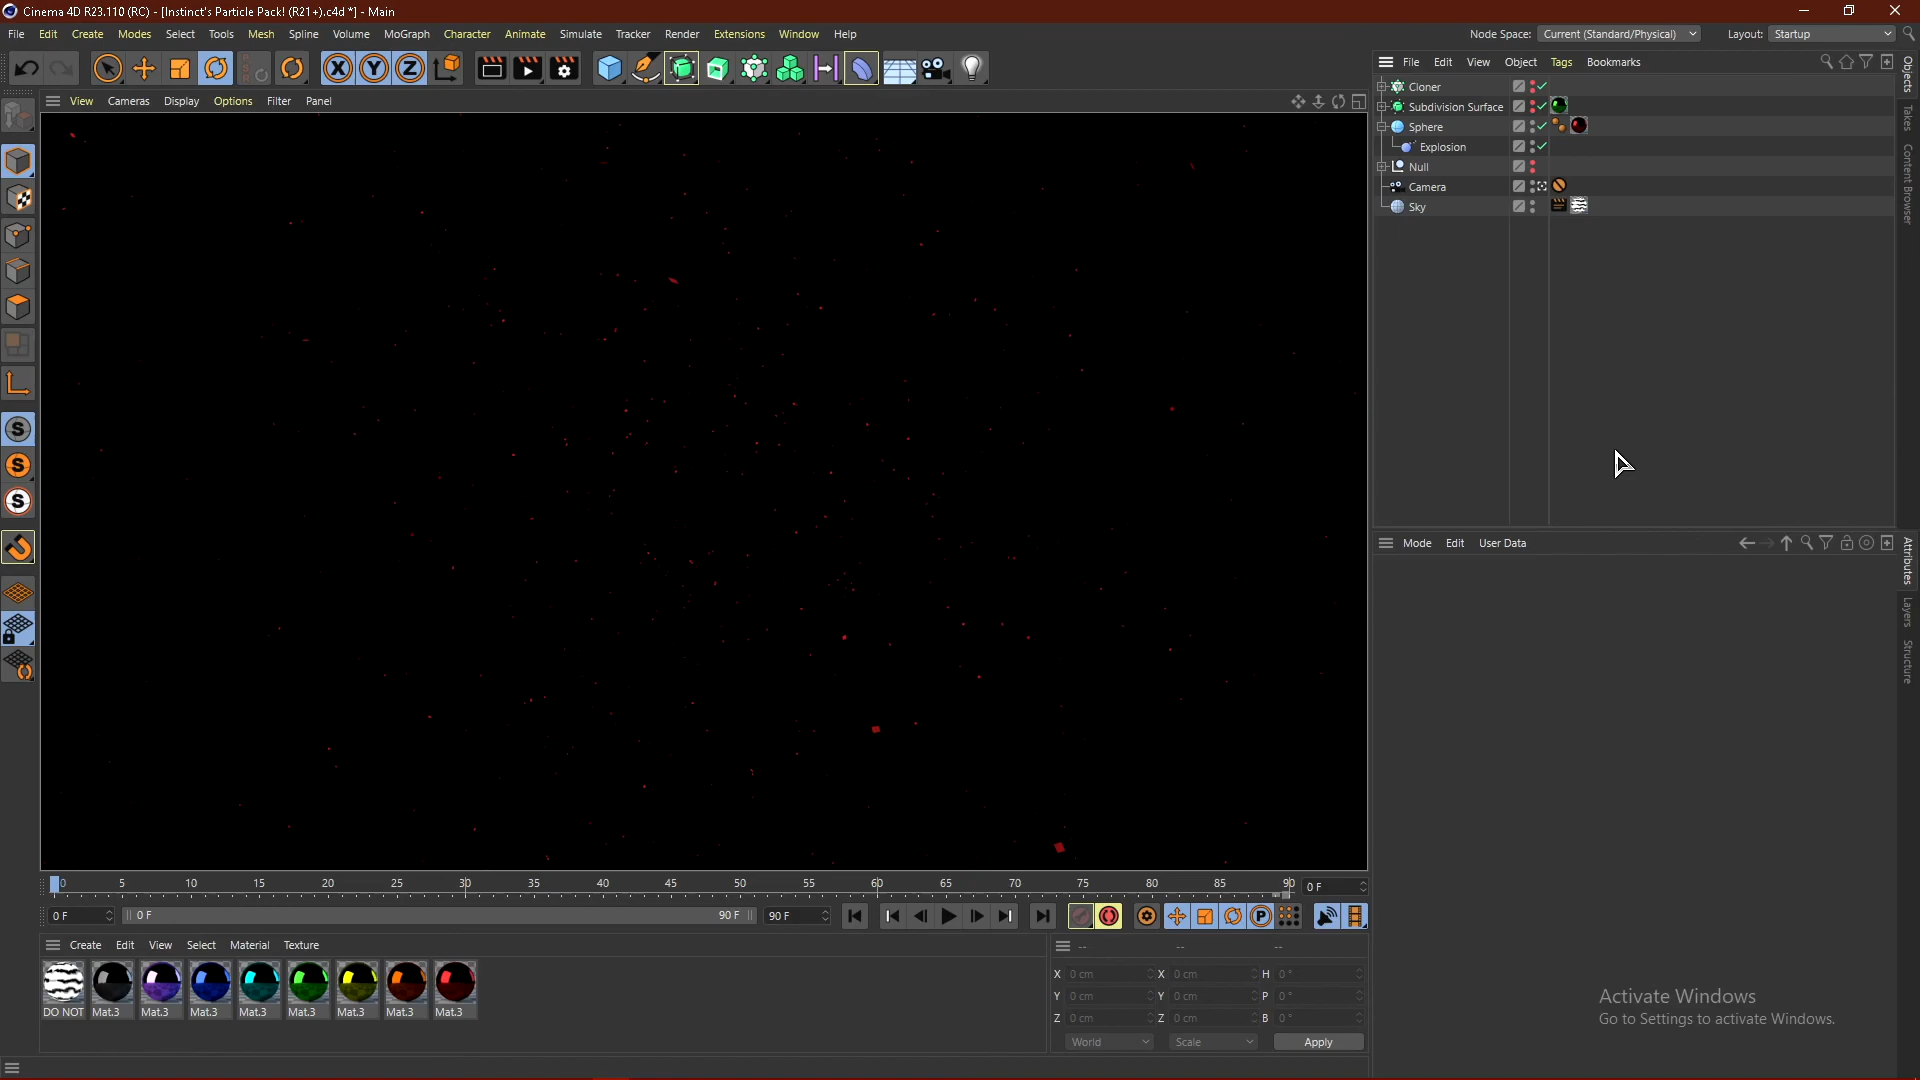 Cinema 4D R23.110 (RC) - [Instinct's Particle Pack! (R21+).c4d *] - Main
File Edit Create Modes Select Tools Mesh Spline Volume MoGraph Character Animate Simulate Tracker Render Extensions Window Help
Node Space: Current (Standard/Physical) Layout: Startup
X Y Z
File Edit View Object Tags Bookmarks
View Cameras Display Options Filter Panel
Cloner
Subdivision Surface
Sphere
Explosion
Null
Camera
Sky
Objects
Takes
Content Browser
S
S
S
Mode Edit User Data
Attributes
Layers
Structure
0 5 10 15 20 25 30 35 40 45 50 55 60 65 70 75 80 85 90 0 F
0 F 0 F 90 F 90 F
P
Create Edit View Select Material Texture
-- -- --
DO NOT Mat.3 Mat.3 Mat.3 Mat.3 Mat.3 Mat.3 Mat.3 Mat.3
X 0 cm X 0 cm H 0 °
Y 0 cm Y 0 cm P 0 °
Z 0 cm Z 0 cm B 0 °
World Scale Apply
Activate Windows
Go to Settings to activate Windows.